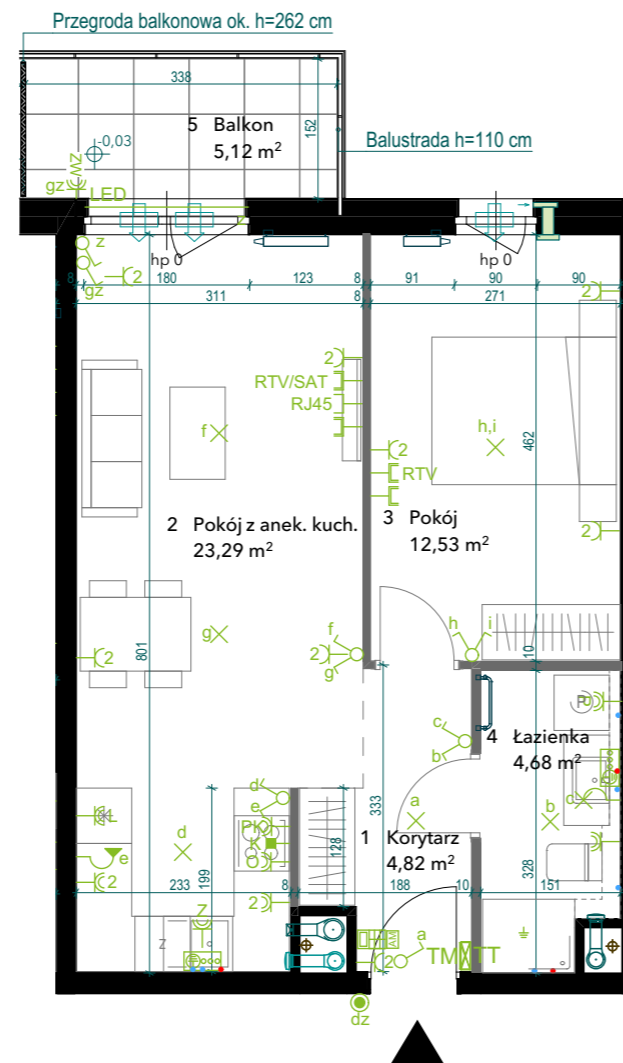 Przegroda balkonowa ok. h=262 cm
338
152
5 Balkon
5,12 m²
-0,03
Balustrada h=110 cm
gz
ZW
LED
z
gz
2
hp 0
hp 0
8
180
123
8
91
90
90
311
8
271
2
2
RTV/SAT
RJ45
f
h,i
462
2
RTV
2 Pokój z anek. kuch.
23,29 m²
3 Pokój
12,53 m²
2
g
801
2
f
2
g
h
i
10
c
b
P
4 Łazienka
4,68 m²
333
a
b
c
d
e
d
PK
K
O
128
1 Korytarz
4,82 m²
328
L
e
2
199
233
8
188
10
151
2
Z
z
2
a
TM
TT
dz